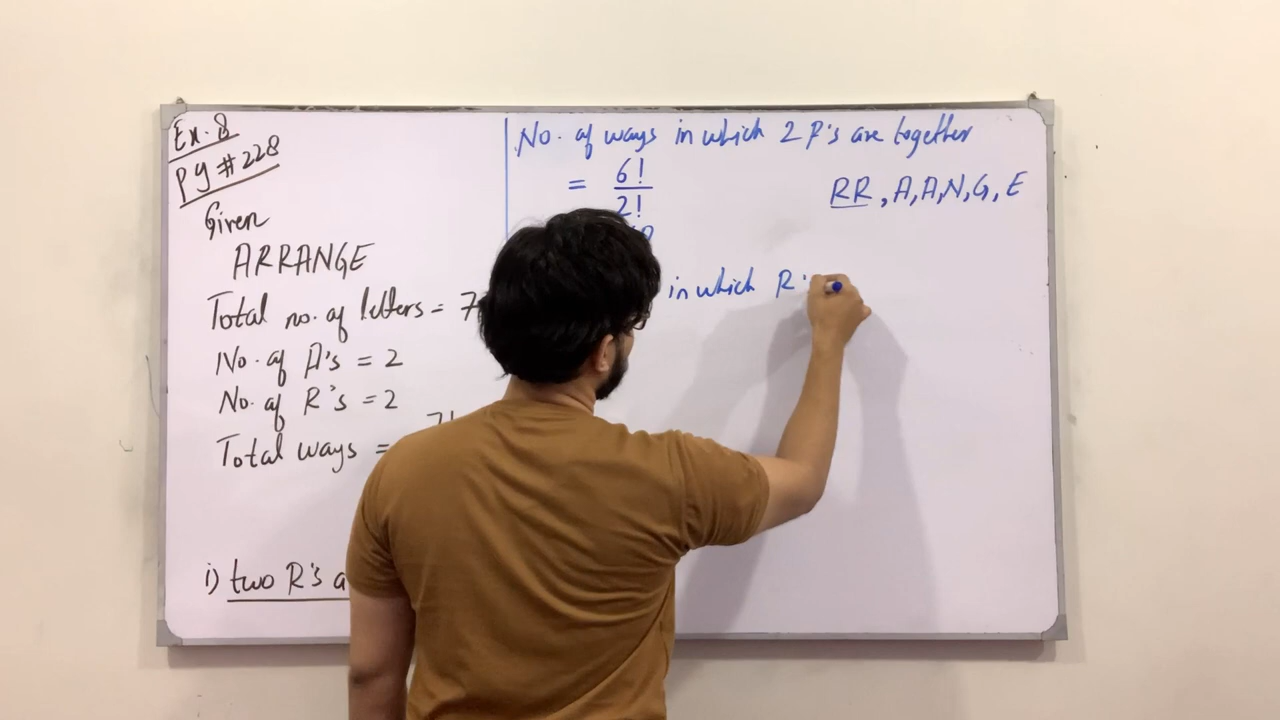 Ex. 8
Pg # 228
Given
ARRANGE
Total no. of letters = 7
No. of A's = 2
No. of R's = 2
Total ways =
i) two R's a
No. of ways in which 2 R's are together
= 6!
2!
RR, A, A, N, G, E
in which R's